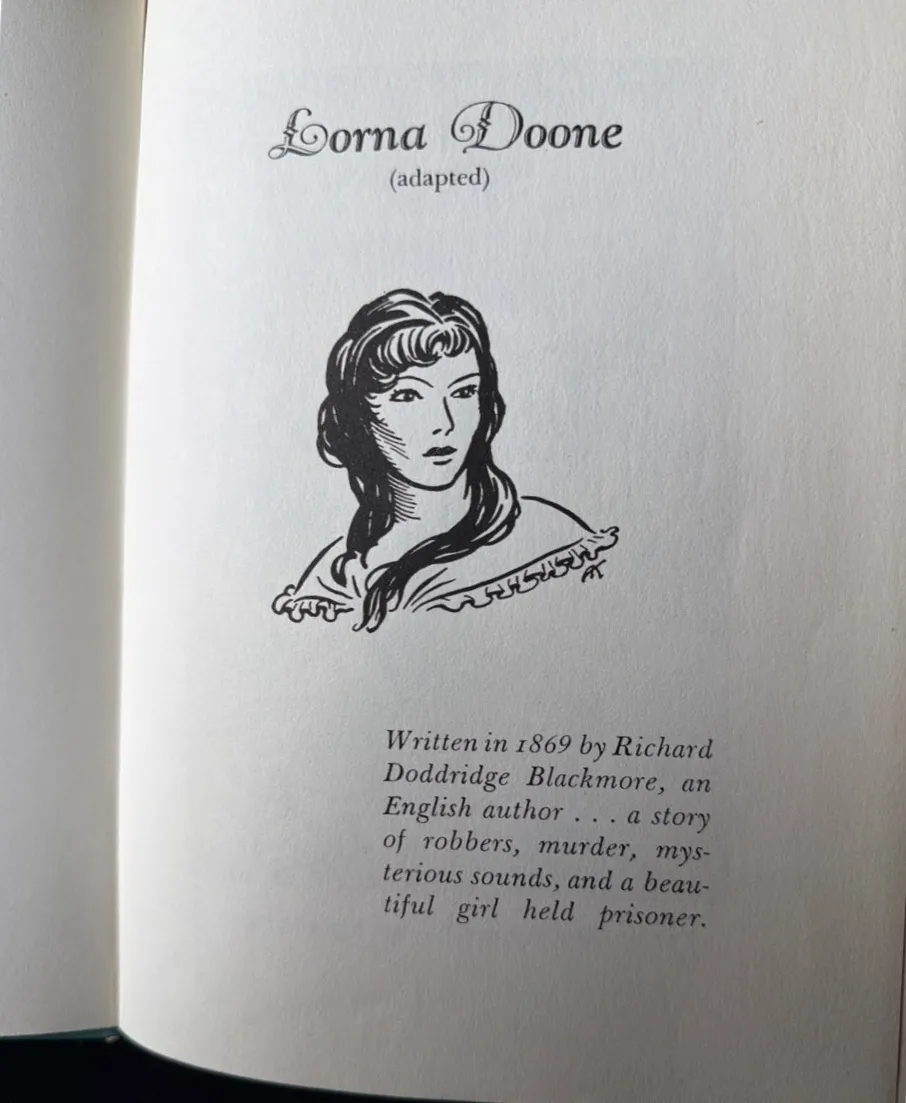 Lorna Doone
(adapted)
AK
Written in 1869 by Richard
Doddridge Blackmore, an
English author . . . a story
of robbers, murder, mys-
terious sounds, and a beau-
tiful girl held prisoner.